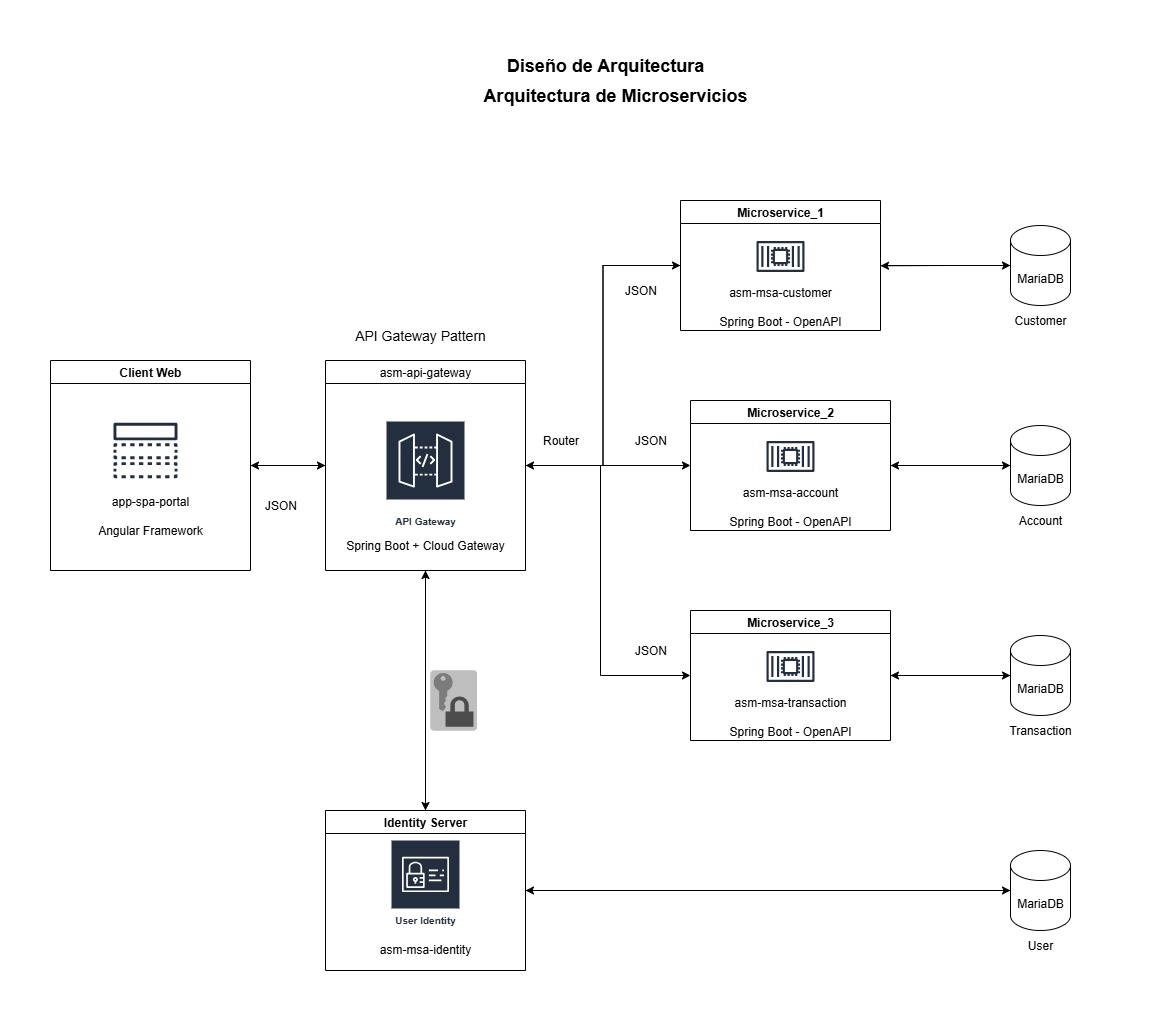 Diseño de Arquitectura
Arquitectura de Microservicios
Microservice_1
asm-msa-customer
Spring Boot - OpenAPI
JSON
MariaDB
Customer
API Gateway Pattern
Client Web
app-spa-portal
Angular Framework
JSON
asm-api-gateway
API Gateway
Spring Boot + Cloud Gateway
Router
JSON
Microservice_2
asm-msa-account
Spring Boot - OpenAPI
MariaDB
Account
JSON
Microservice_3
asm-msa-transaction
Spring Boot - OpenAPI
MariaDB
Transaction
Identity Server
User Identity
asm-msa-identity
MariaDB
User